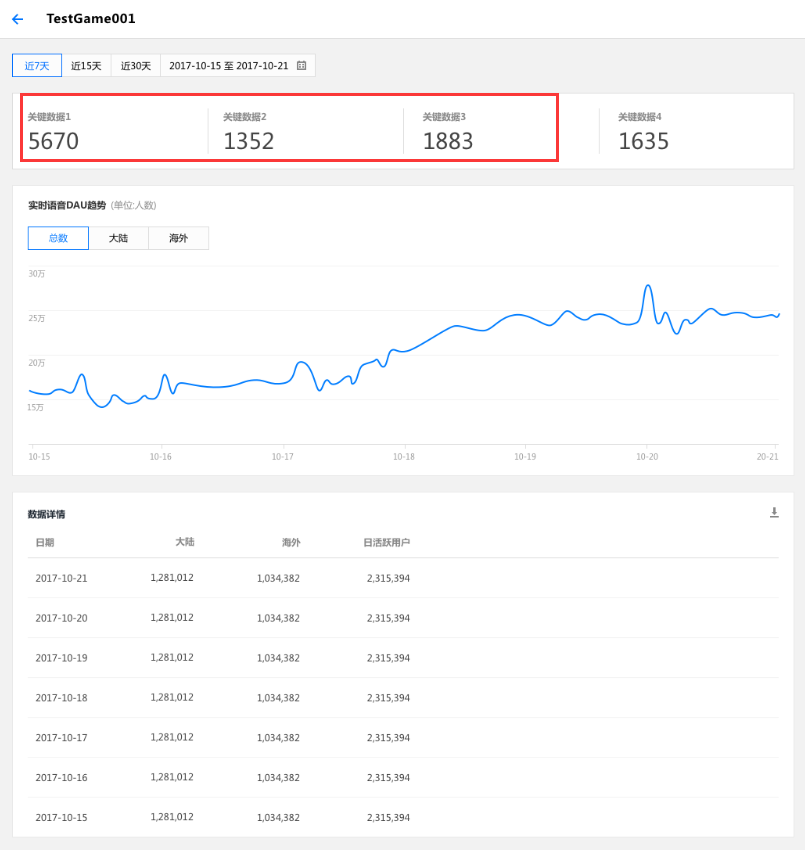 TestGame001
近7天 近15天 近30天 2017-10-15 至 2017-10-21
关键数据1 关键数据2 关键数据3 关键数据4
5670 1352 1883 1635
实时语音DAU趋势 (单位:人数)
总数 大陆 海外
30万
25万
20万
15万
10-15 10-16 10-17 10-18 10-19 10-20 20-21
数据详情
日期 大陆 海外 日活跃用户
2017-10-21 1,281,012 1,034,382 2,315,394
2017-10-20 1,281,012 1,034,382 2,315,394
2017-10-19 1,281,012 1,034,382 2,315,394
2017-10-18 1,281,012 1,034,382 2,315,394
2017-10-17 1,281,012 1,034,382 2,315,394
2017-10-16 1,281,012 1,034,382 2,315,394
2017-10-15 1,281,012 1,034,382 2,315,394